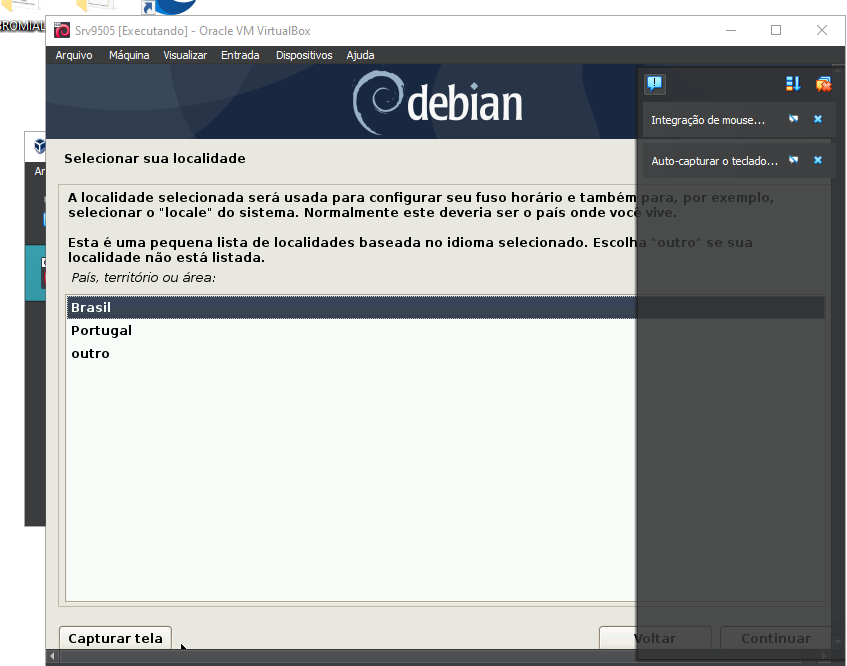 Srv9505 [Executando] - Oracle VM VirtualBox
Arquivo Máquina Visualizar Entrada Dispositivos Ajuda
debian
Selecionar sua localidade
Integração de mouse...
Auto-capturar o teclado...
A localidade selecionada será usada para configurar seu fuso horário e também para, por exemplo,
selecionar o "locale" do sistema. Normalmente este deveria ser o país onde você vive.
Esta é uma pequena lista de localidades baseada no idioma selecionado. Escolha "outro" se sua
localidade não está listada.
País, território ou área:
Brasil
Portugal
outro
Capturar tela
Voltar
Continuar